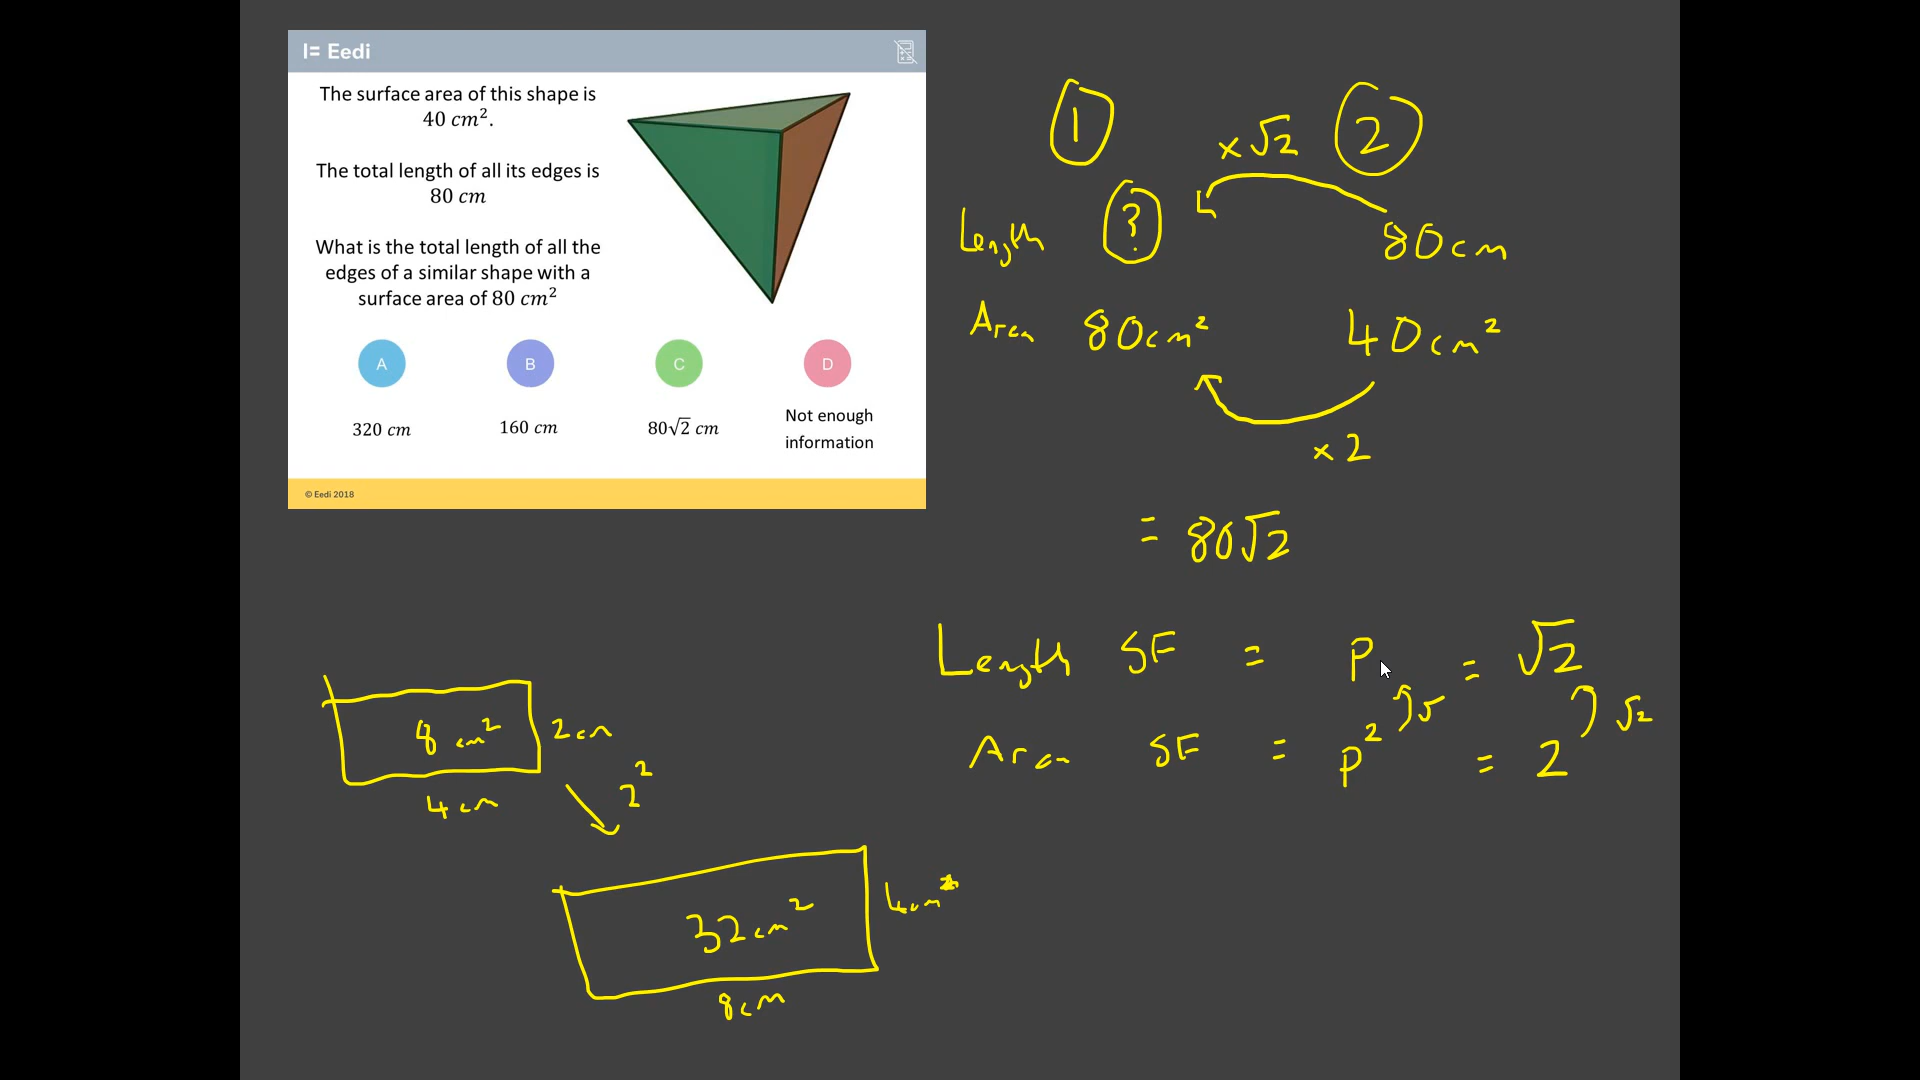 I= Eedi
The surface area of this shape is
40 cm².
The total length of all its edges is
80 cm
What is the total length of all the
edges of a similar shape with a
surface area of 80 cm²
A
B
C
D
320 cm
160 cm
80√2 cm
Not enough
information
© Eedi 2018
1
× √2
2
Length ? 80cm
Area 80cm² 40cm²
× 2
= 80√2
Length SF = P = √2
√ √2
Area SF = P² = 2
8 cm²
2cm
4cm
2²
32cm²
4cm
8cm